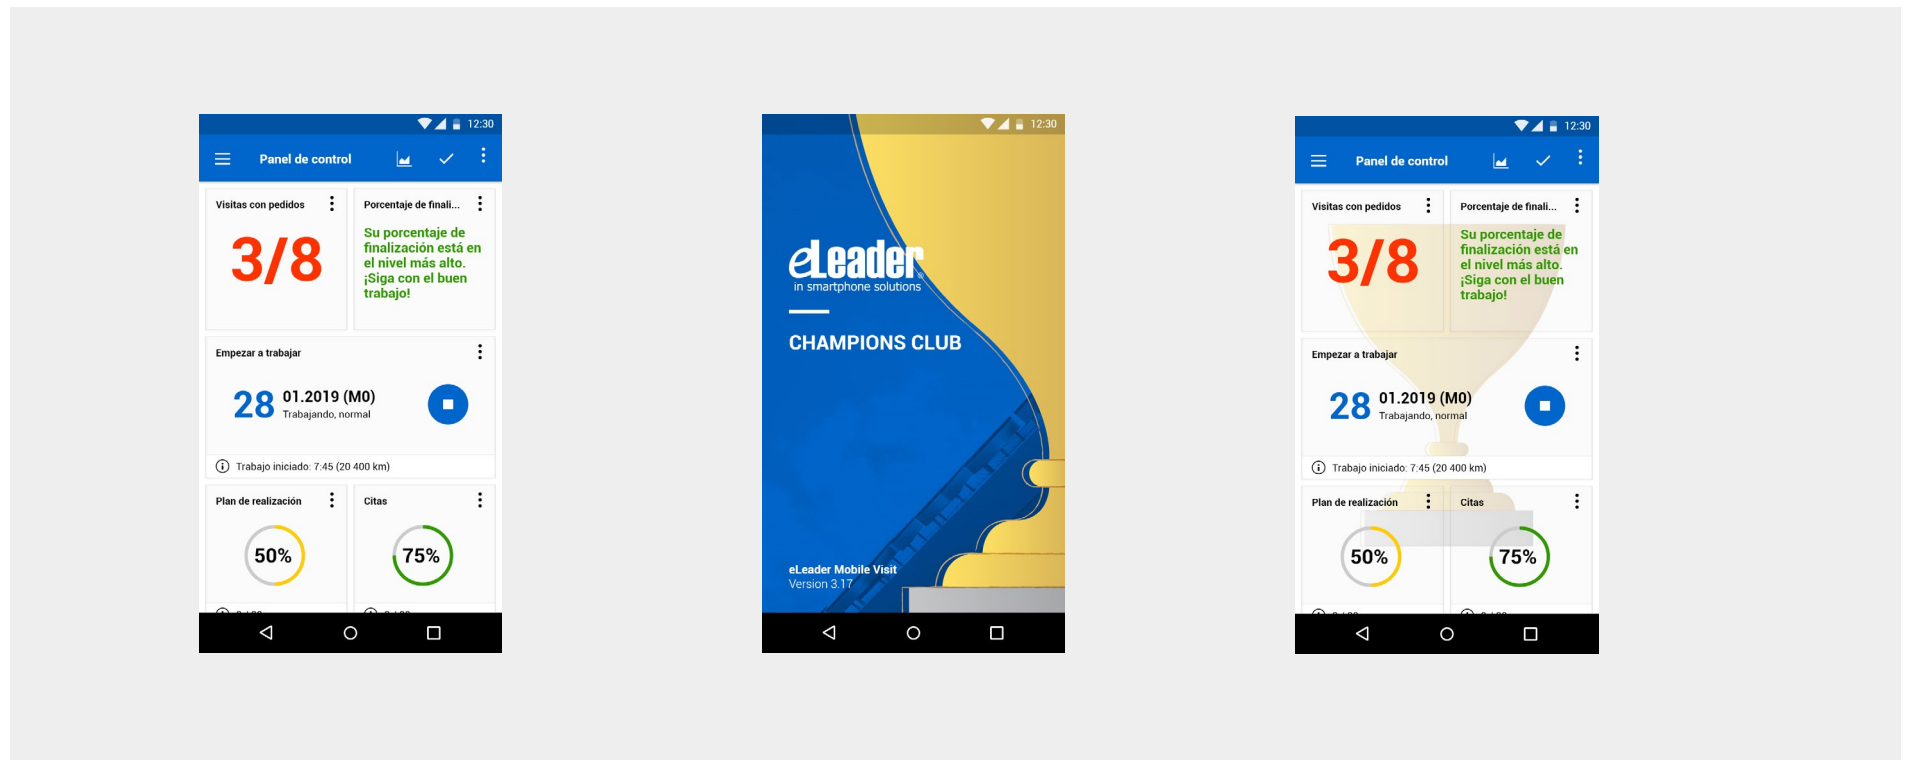 12:30
Panel de control
Visitas con pedidos
3/8
Porcentaje de finali...
Su porcentaje de
finalización está en
el nivel más alto.
¡Siga con el buen
trabajo!
Empezar a trabajar
28
01.2019 (M0)
Trabajando, normal
Trabajo iniciado: 7:45 (20 400 km)
Plan de realización
50%
Citas
75%
12:30
eLeader
in smartphone solutions
CHAMPIONS CLUB
eLeader Mobile Visit
Version 3.17
12:30
Panel de control
Visitas con pedidos
3/8
Porcentaje de finali...
Su porcentaje de
finalización está en
el nivel más alto.
¡Siga con el buen
trabajo!
Empezar a trabajar
28
01.2019 (M0)
Trabajando, normal
Trabajo iniciado: 7:45 (20 400 km)
Plan de realización
50%
Citas
75%